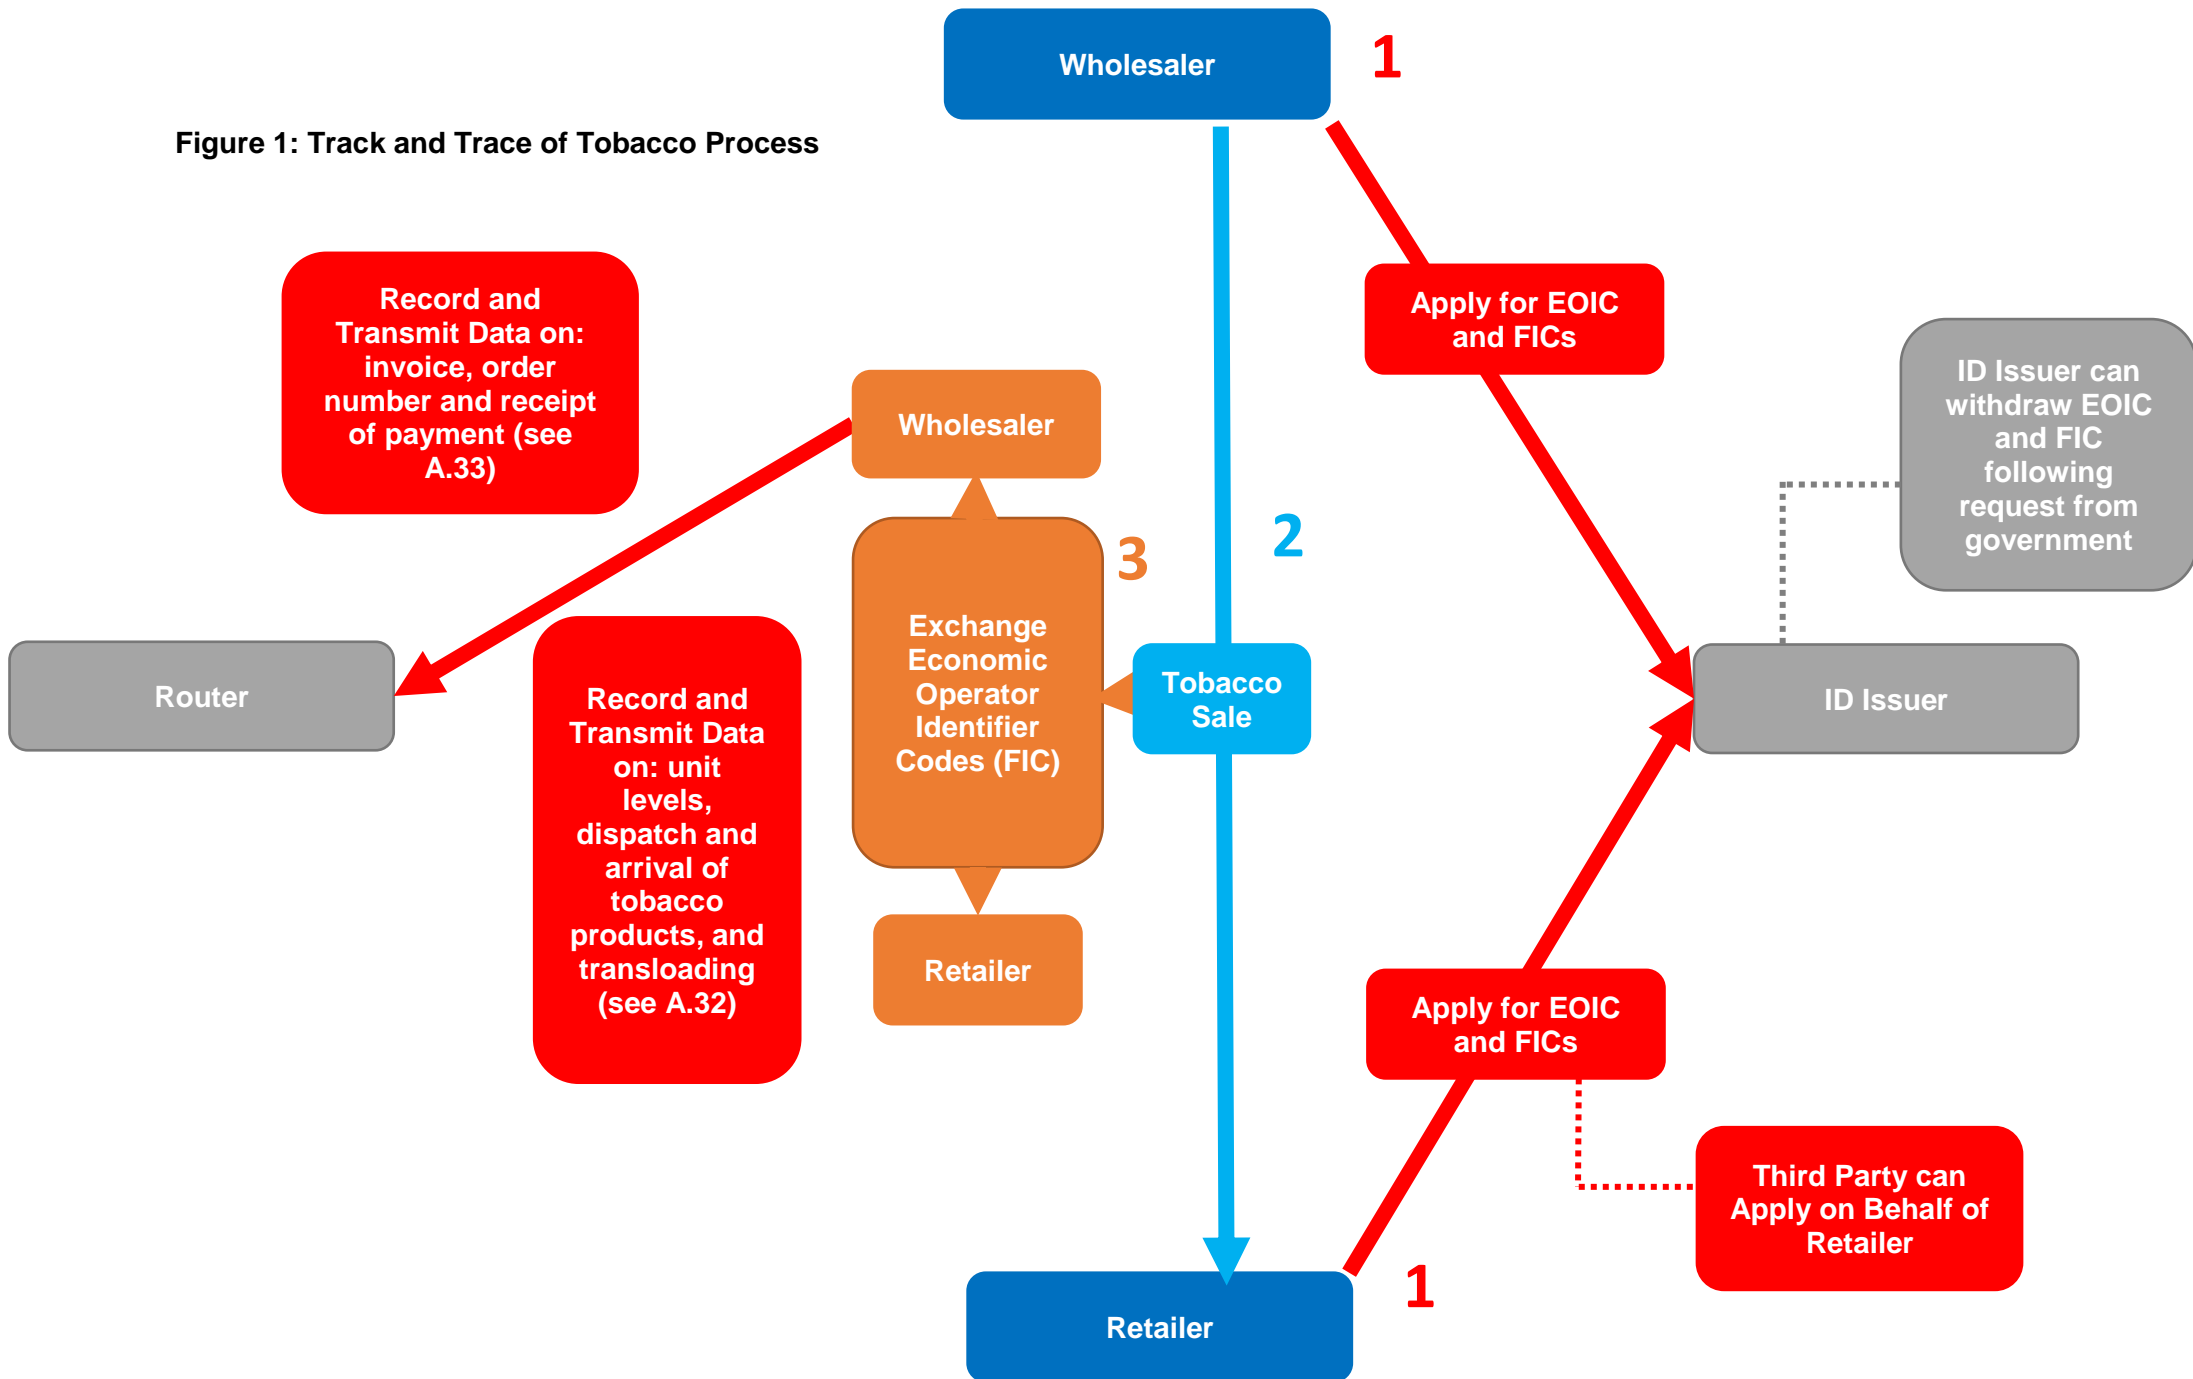 Wholesaler
1
Figure 1: Track and Trace of Tobacco Process
Record and
Transmit Data on:
invoice, order
number and receipt
of payment (see
A.33)
Apply for EOIC
and FICs
ID Issuer can
withdraw EOIC
and FIC
following
request from
government
Wholesaler
2
3
Exchange
Economic
Operator
Identifier
Codes (FIC)
Tobacco
Sale
Router
Record and
Transmit Data
on: unit
levels,
dispatch and
arrival of
tobacco
products, and
transloading
(see A.32)
ID Issuer
Retailer
Apply for EOIC
and FICs
Third Party can
Apply on Behalf of
Retailer
1
Retailer